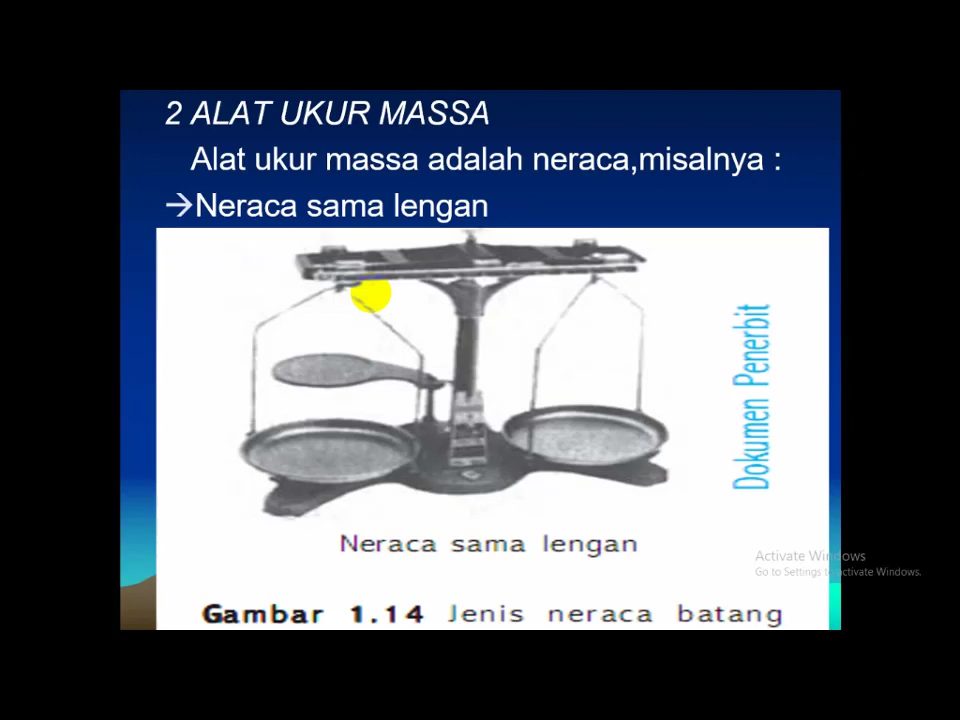 2 ALAT UKUR MASSA
Alat ukur massa adalah neraca,misalnya :
→Neraca sama lengan
Dokumen Penerbit
Neraca sama lengan
Gambar 1.14 Jenis neraca batang
Activate Windows
Go to Settings to activate Windows.